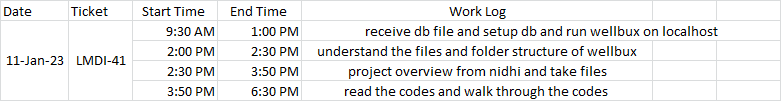 Date Ticket Start Time End Time Work Log
9:30 AM 1:00 PM receive db file and setup db and run wellbux on localhost
2:00 PM 2:30 PM understand the files and folder structure of wellbux
11-Jan-23 LMDI-41
2:30 PM 3:50 PM project overview from nidhi and take files
3:50 PM 6:30 PM read the codes and walk through the codes